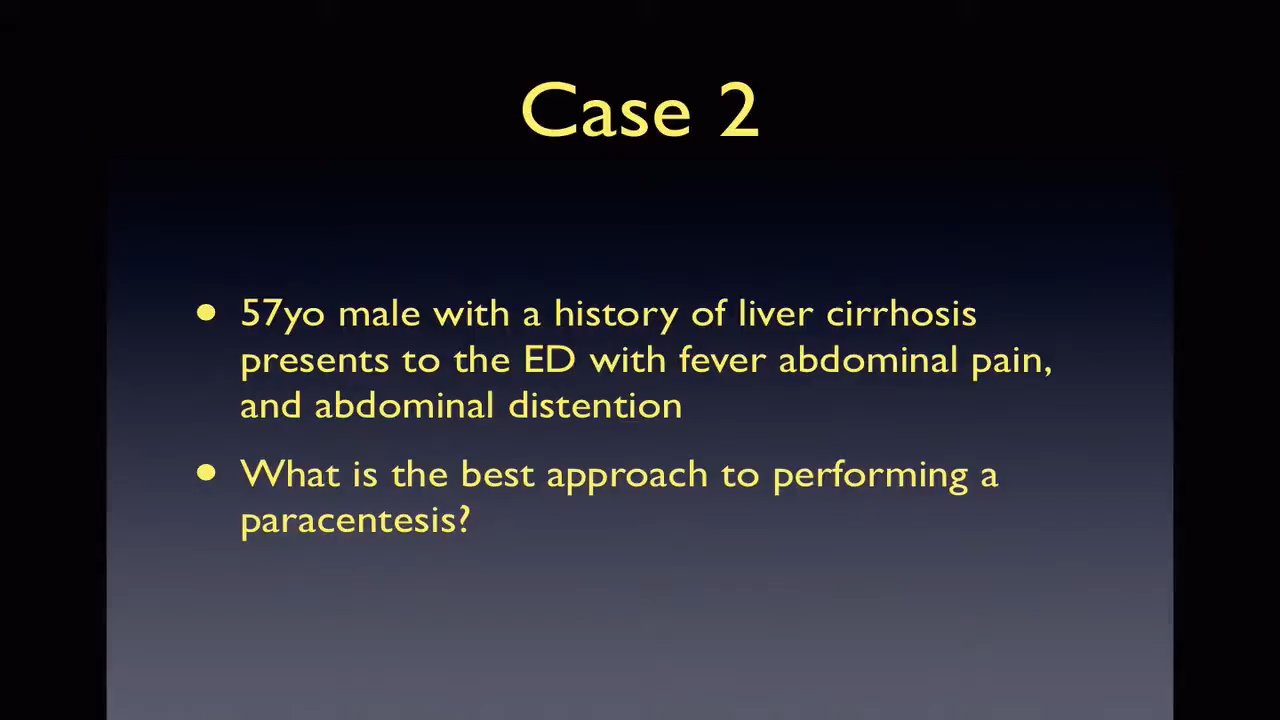 Case 2
• 57yo male with a history of liver cirrhosis
presents to the ED with fever abdominal pain,
and abdominal distention
• What is the best approach to performing a
paracentesis?